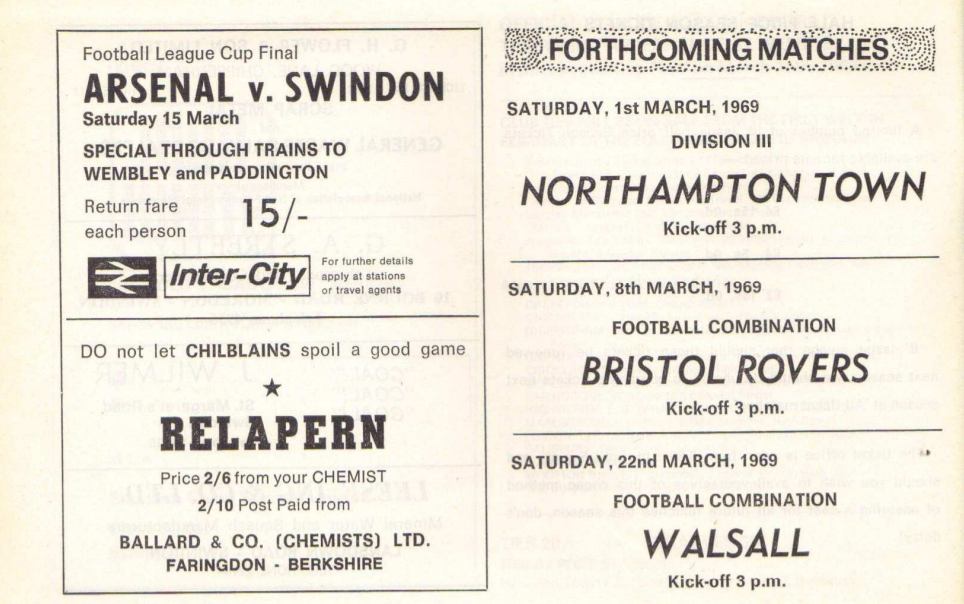 Football League Cup Final
ARSENAL v. SWINDON
Saturday 15 March
SPECIAL THROUGH TRAINS TO
WEMBLEY and PADDINGTON
Return fare
each person
15/-
Inter-City
For further details
apply at stations
or travel agents
DO not let CHILBLAINS spoil a good game
★
RELAPERN
Price 2/6 from your CHEMIST
2/10 Post Paid from
BALLARD & CO. (CHEMISTS) LTD.
FARINGDON - BERKSHIRE
FORTHCOMING MATCHES
SATURDAY, 1st MARCH, 1969
DIVISION III
NORTHAMPTON TOWN
Kick-off 3 p.m.
SATURDAY, 8th MARCH, 1969
FOOTBALL COMBINATION
BRISTOL ROVERS
Kick-off 3 p.m.
SATURDAY, 22nd MARCH, 1969
FOOTBALL COMBINATION
WALSALL
Kick-off 3 p.m.